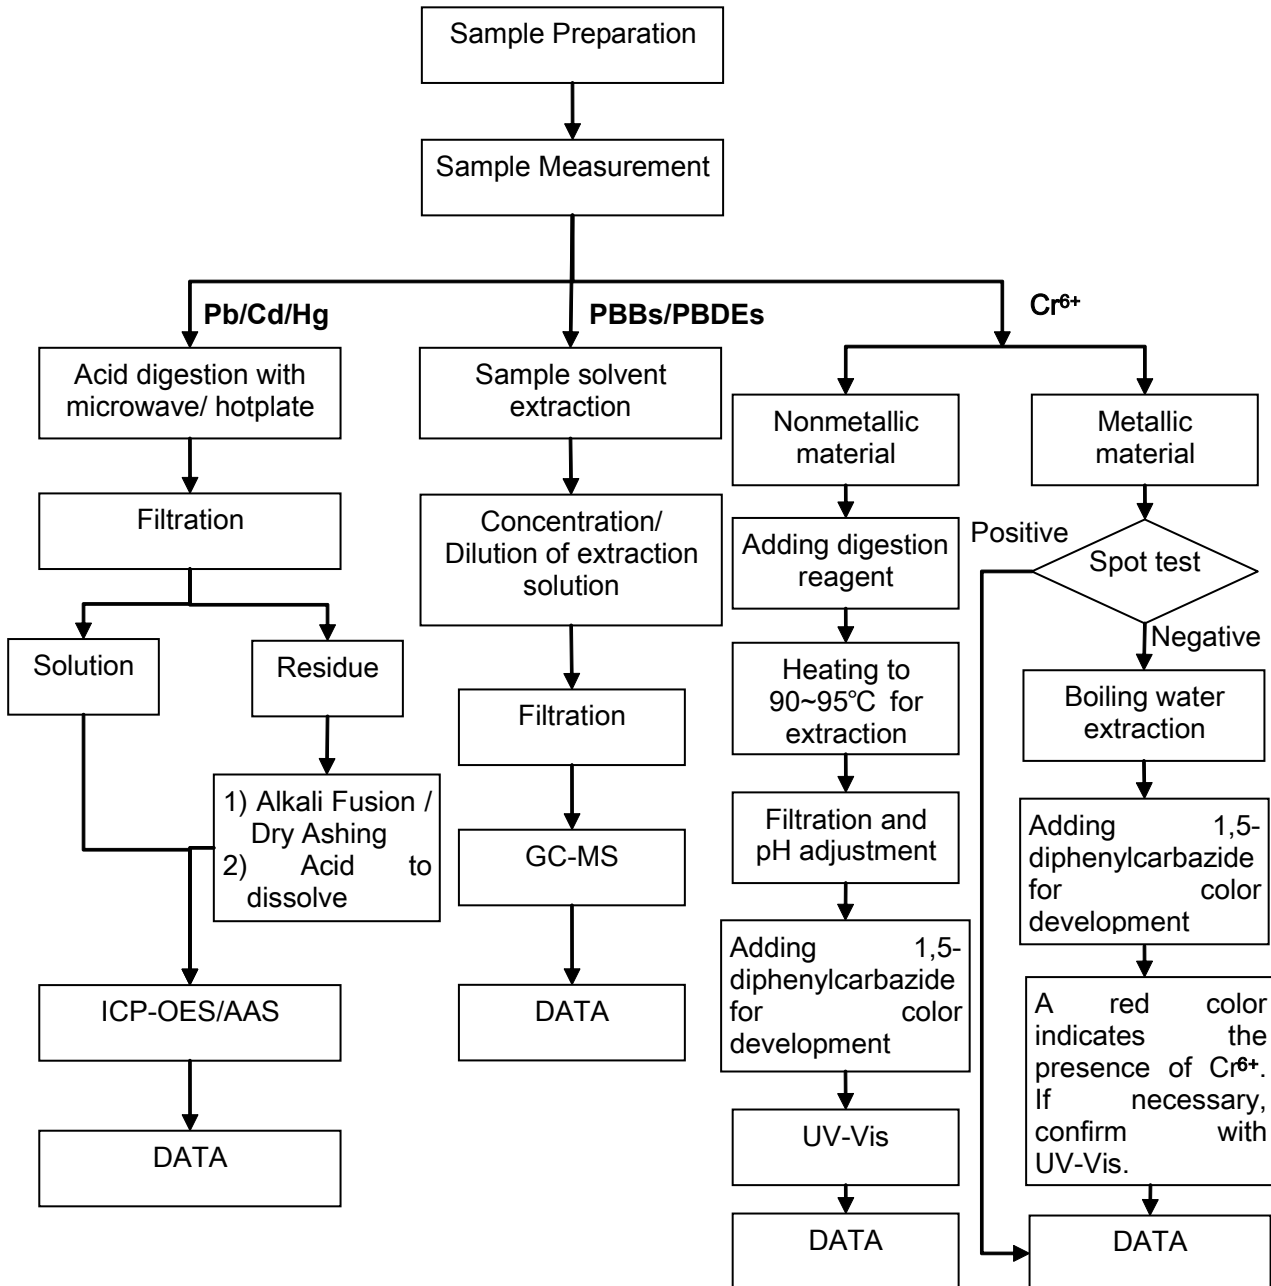 Sample Preparation
Sample Measurement
Pb/Cd/Hg
PBBs/PBDEs
Cr⁶⁺
Acid digestion with
microwave/ hotplate
Filtration
Solution
Residue
1) Alkali Fusion /
Dry Ashing
2) Acid to
dissolve
ICP-OES/AAS
DATA
Sample solvent
extraction
Concentration/
Dilution of extraction
solution
Filtration
GC-MS
DATA
Nonmetallic
material
Adding digestion
reagent
Heating to
90~95℃ for
extraction
Filtration and
pH adjustment
Adding 1,5-
diphenylcarbazide
for color
development
UV-Vis
DATA
Metallic
material
Positive
Spot test
Negative
Boiling water
extraction
Adding 1,5-
diphenylcarbazide
for color
development
A red color
indicates the
presence of Cr⁶⁺.
If necessary,
confirm with
UV-Vis.
DATA